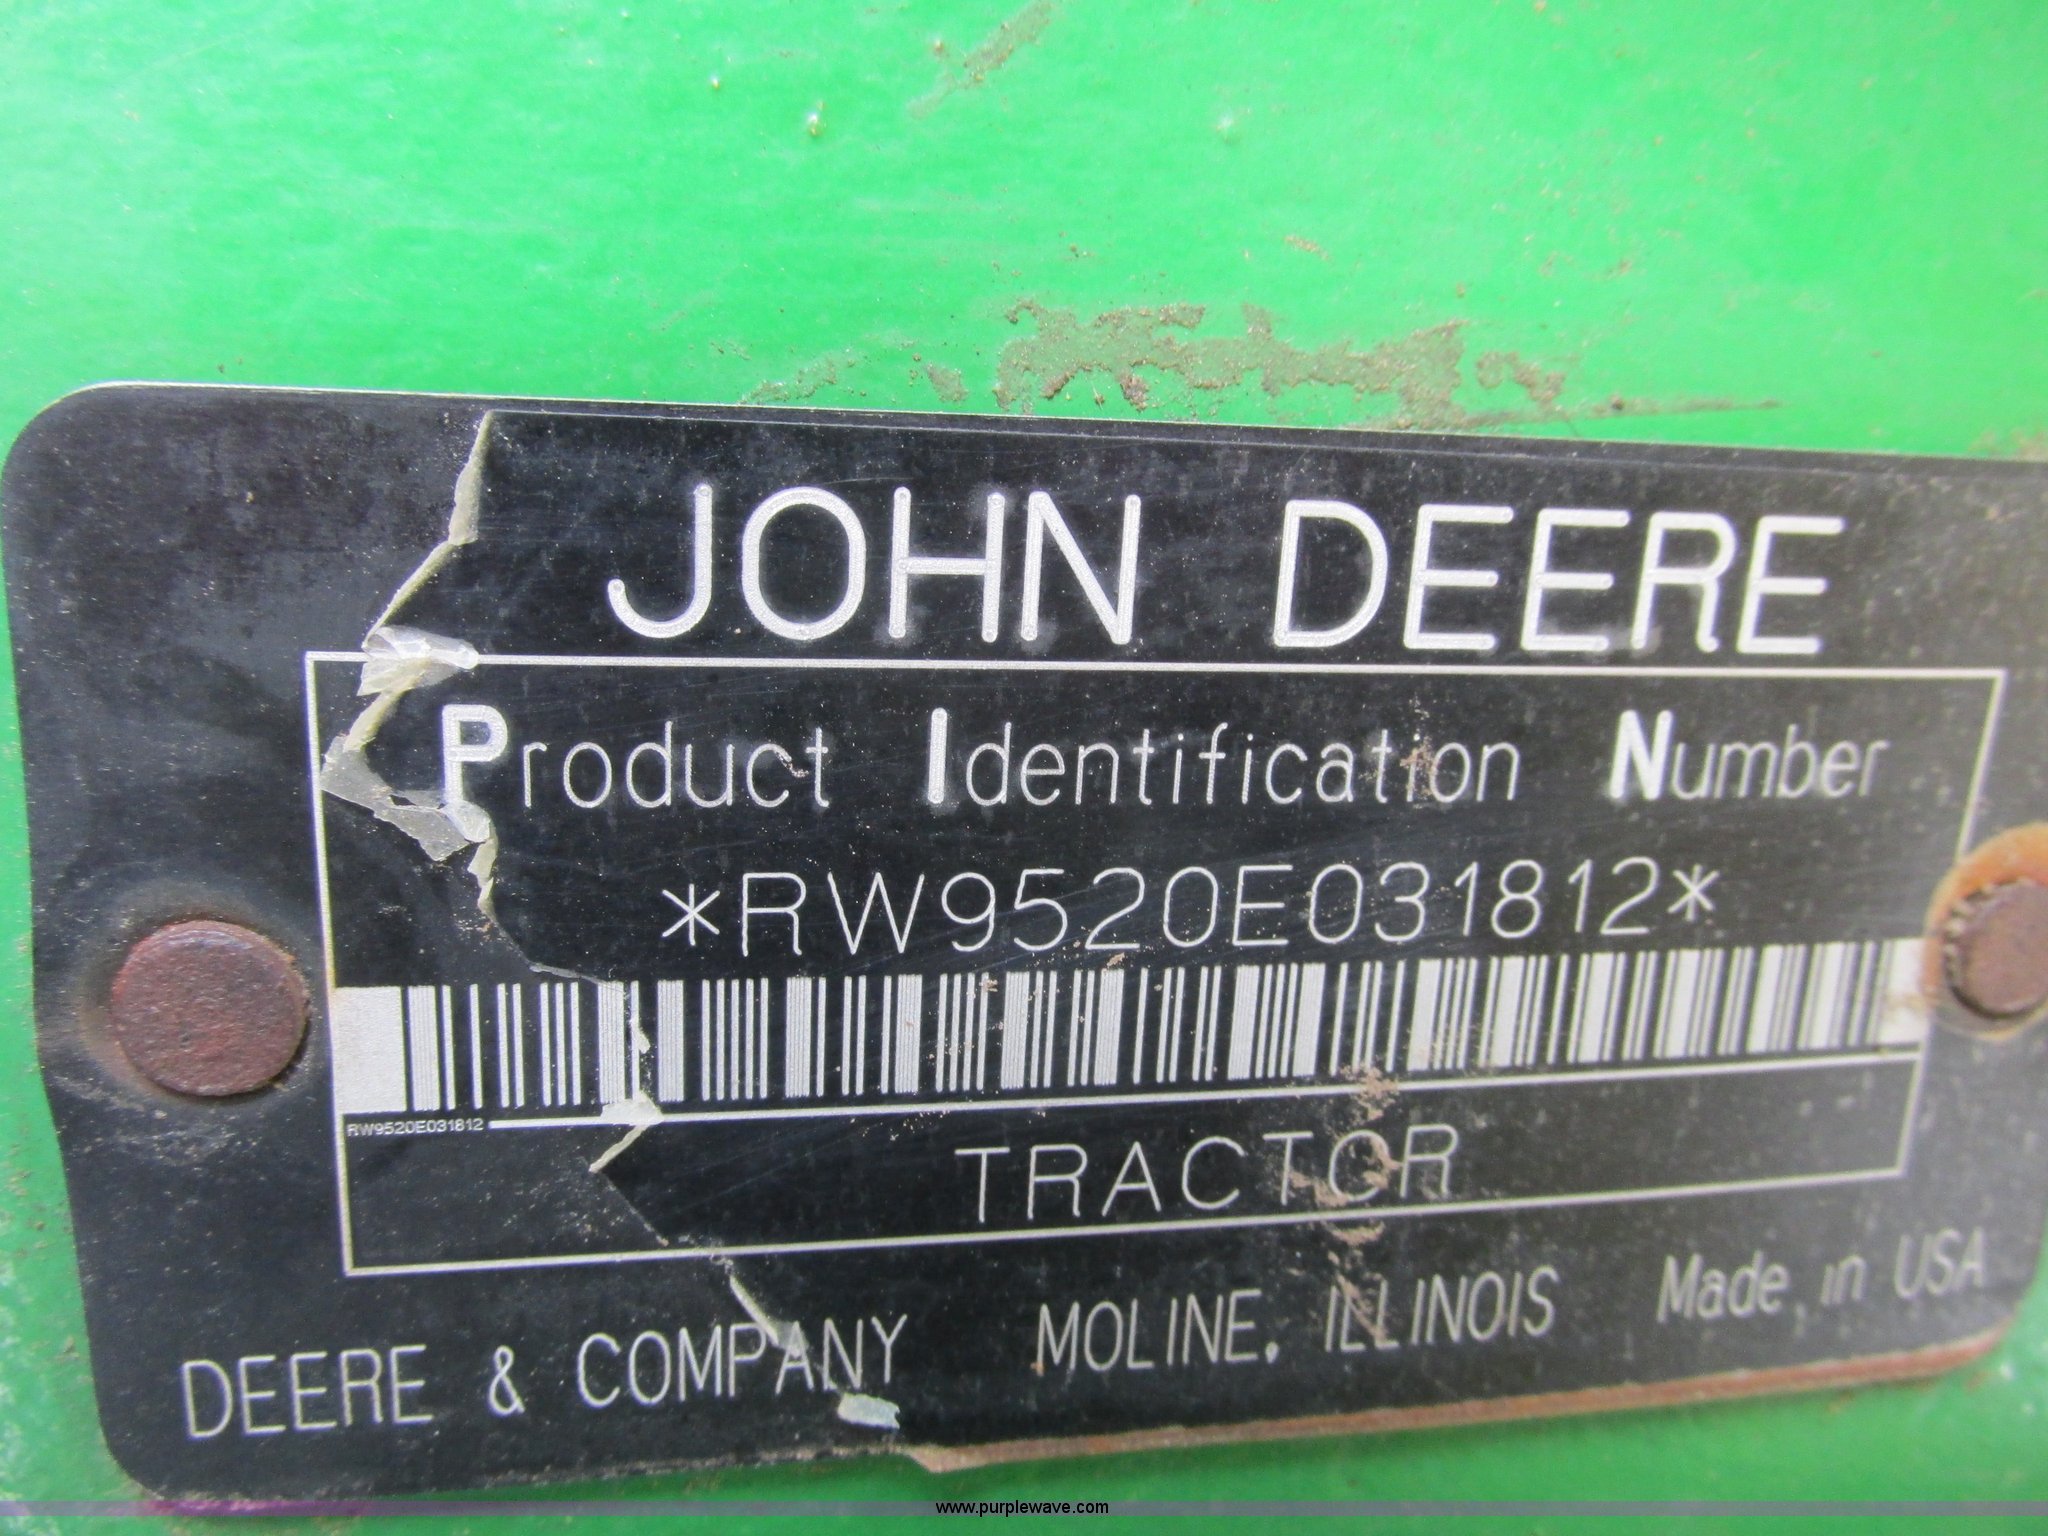 JOHN DEERE
Product Identification Number
*RW9520E031812*
RW9520E031812
TRACTOR
DEERE & COMPANY MOLINE, ILLINOIS Made in USA
www.purplewave.com